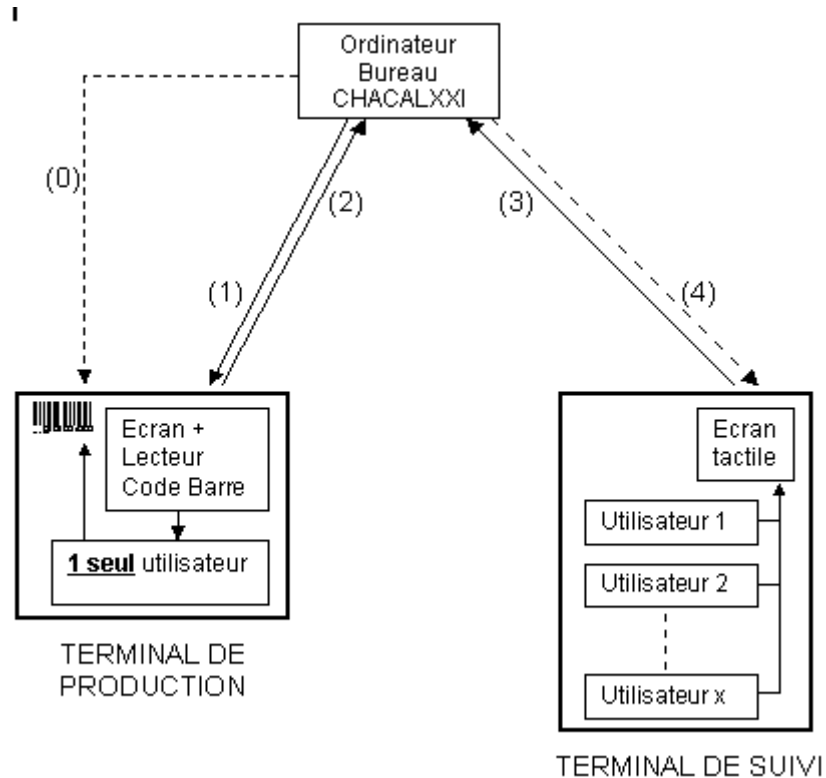 Ordinateur
Bureau
CHACALXXI
(0)
(2)
(3)
(1)
(4)
Ecran +
Lecteur
Code Barre
1 seul utilisateur
TERMINAL DE
PRODUCTION
Ecran
tactile
Utilisateur 1
Utilisateur 2
Utilisateur x
TERMINAL DE SUIVI